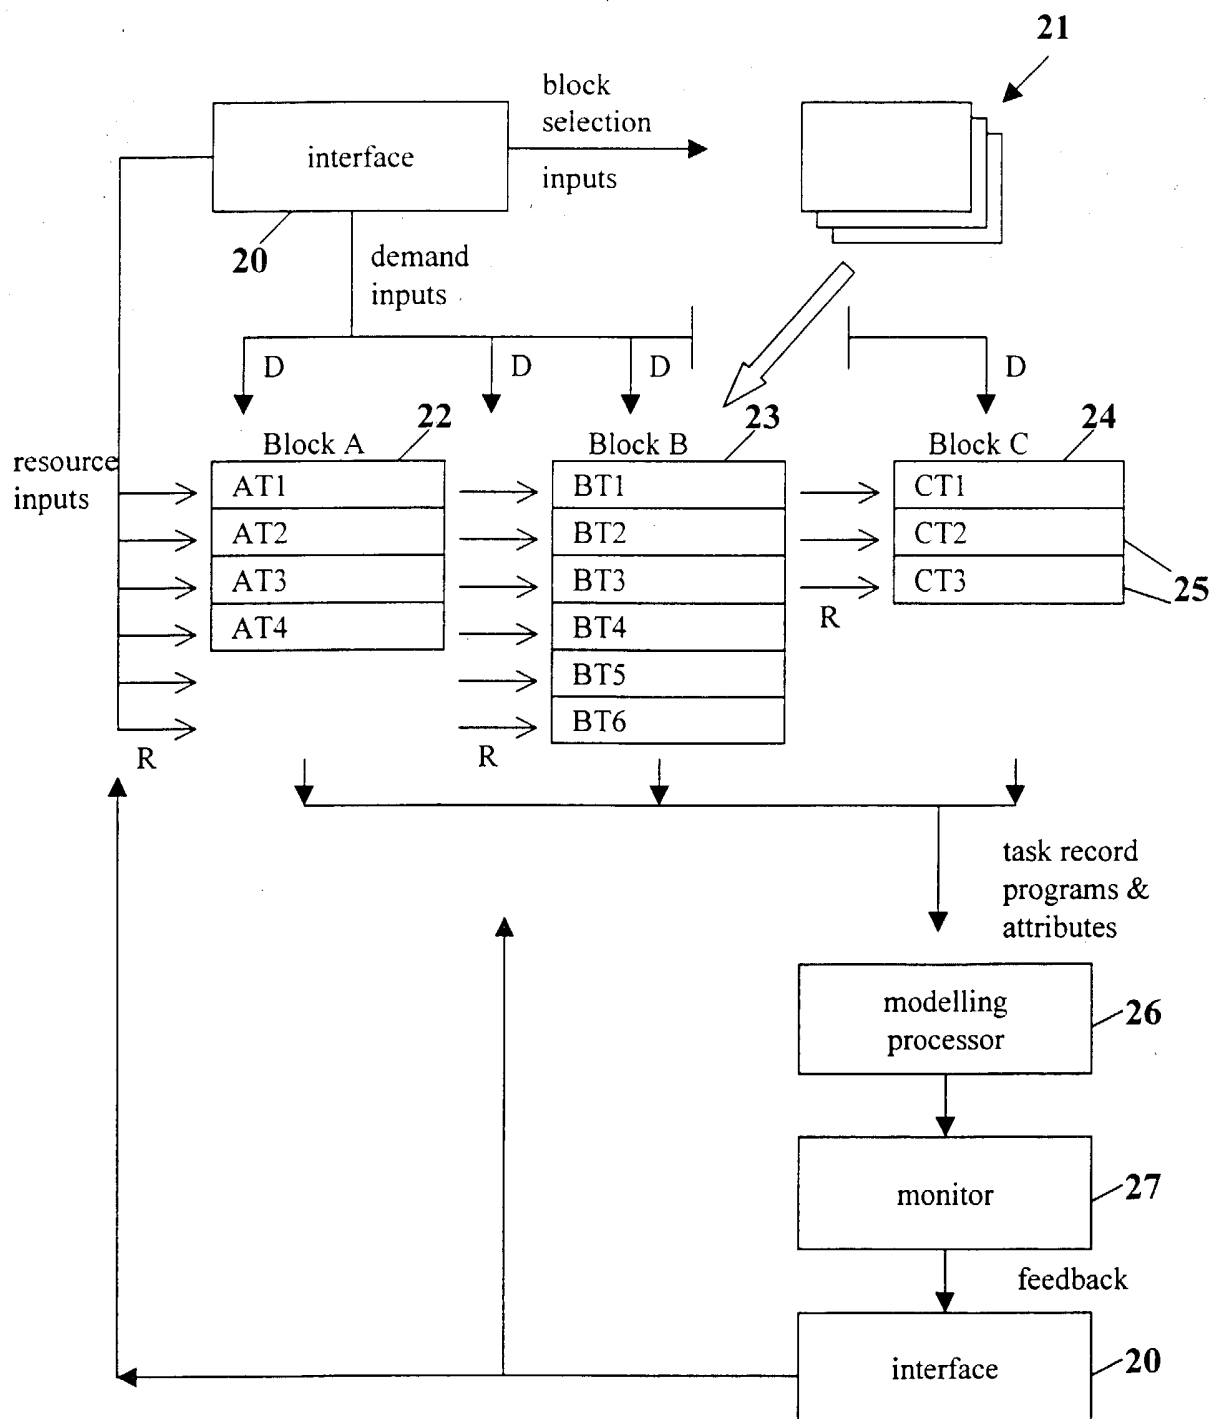 21
block
selection
inputs
interface
20
demand
inputs
D
D
D
D
resource
inputs
Block A
22
Block B
23
Block C
24
AT1
AT2
AT3
AT4
BT1
BT2
BT3
BT4
BT5
BT6
CT1
CT2
CT3
25
R
R
R
task record
programs &
attributes
modelling
processor
26
monitor
27
feedback
interface
20